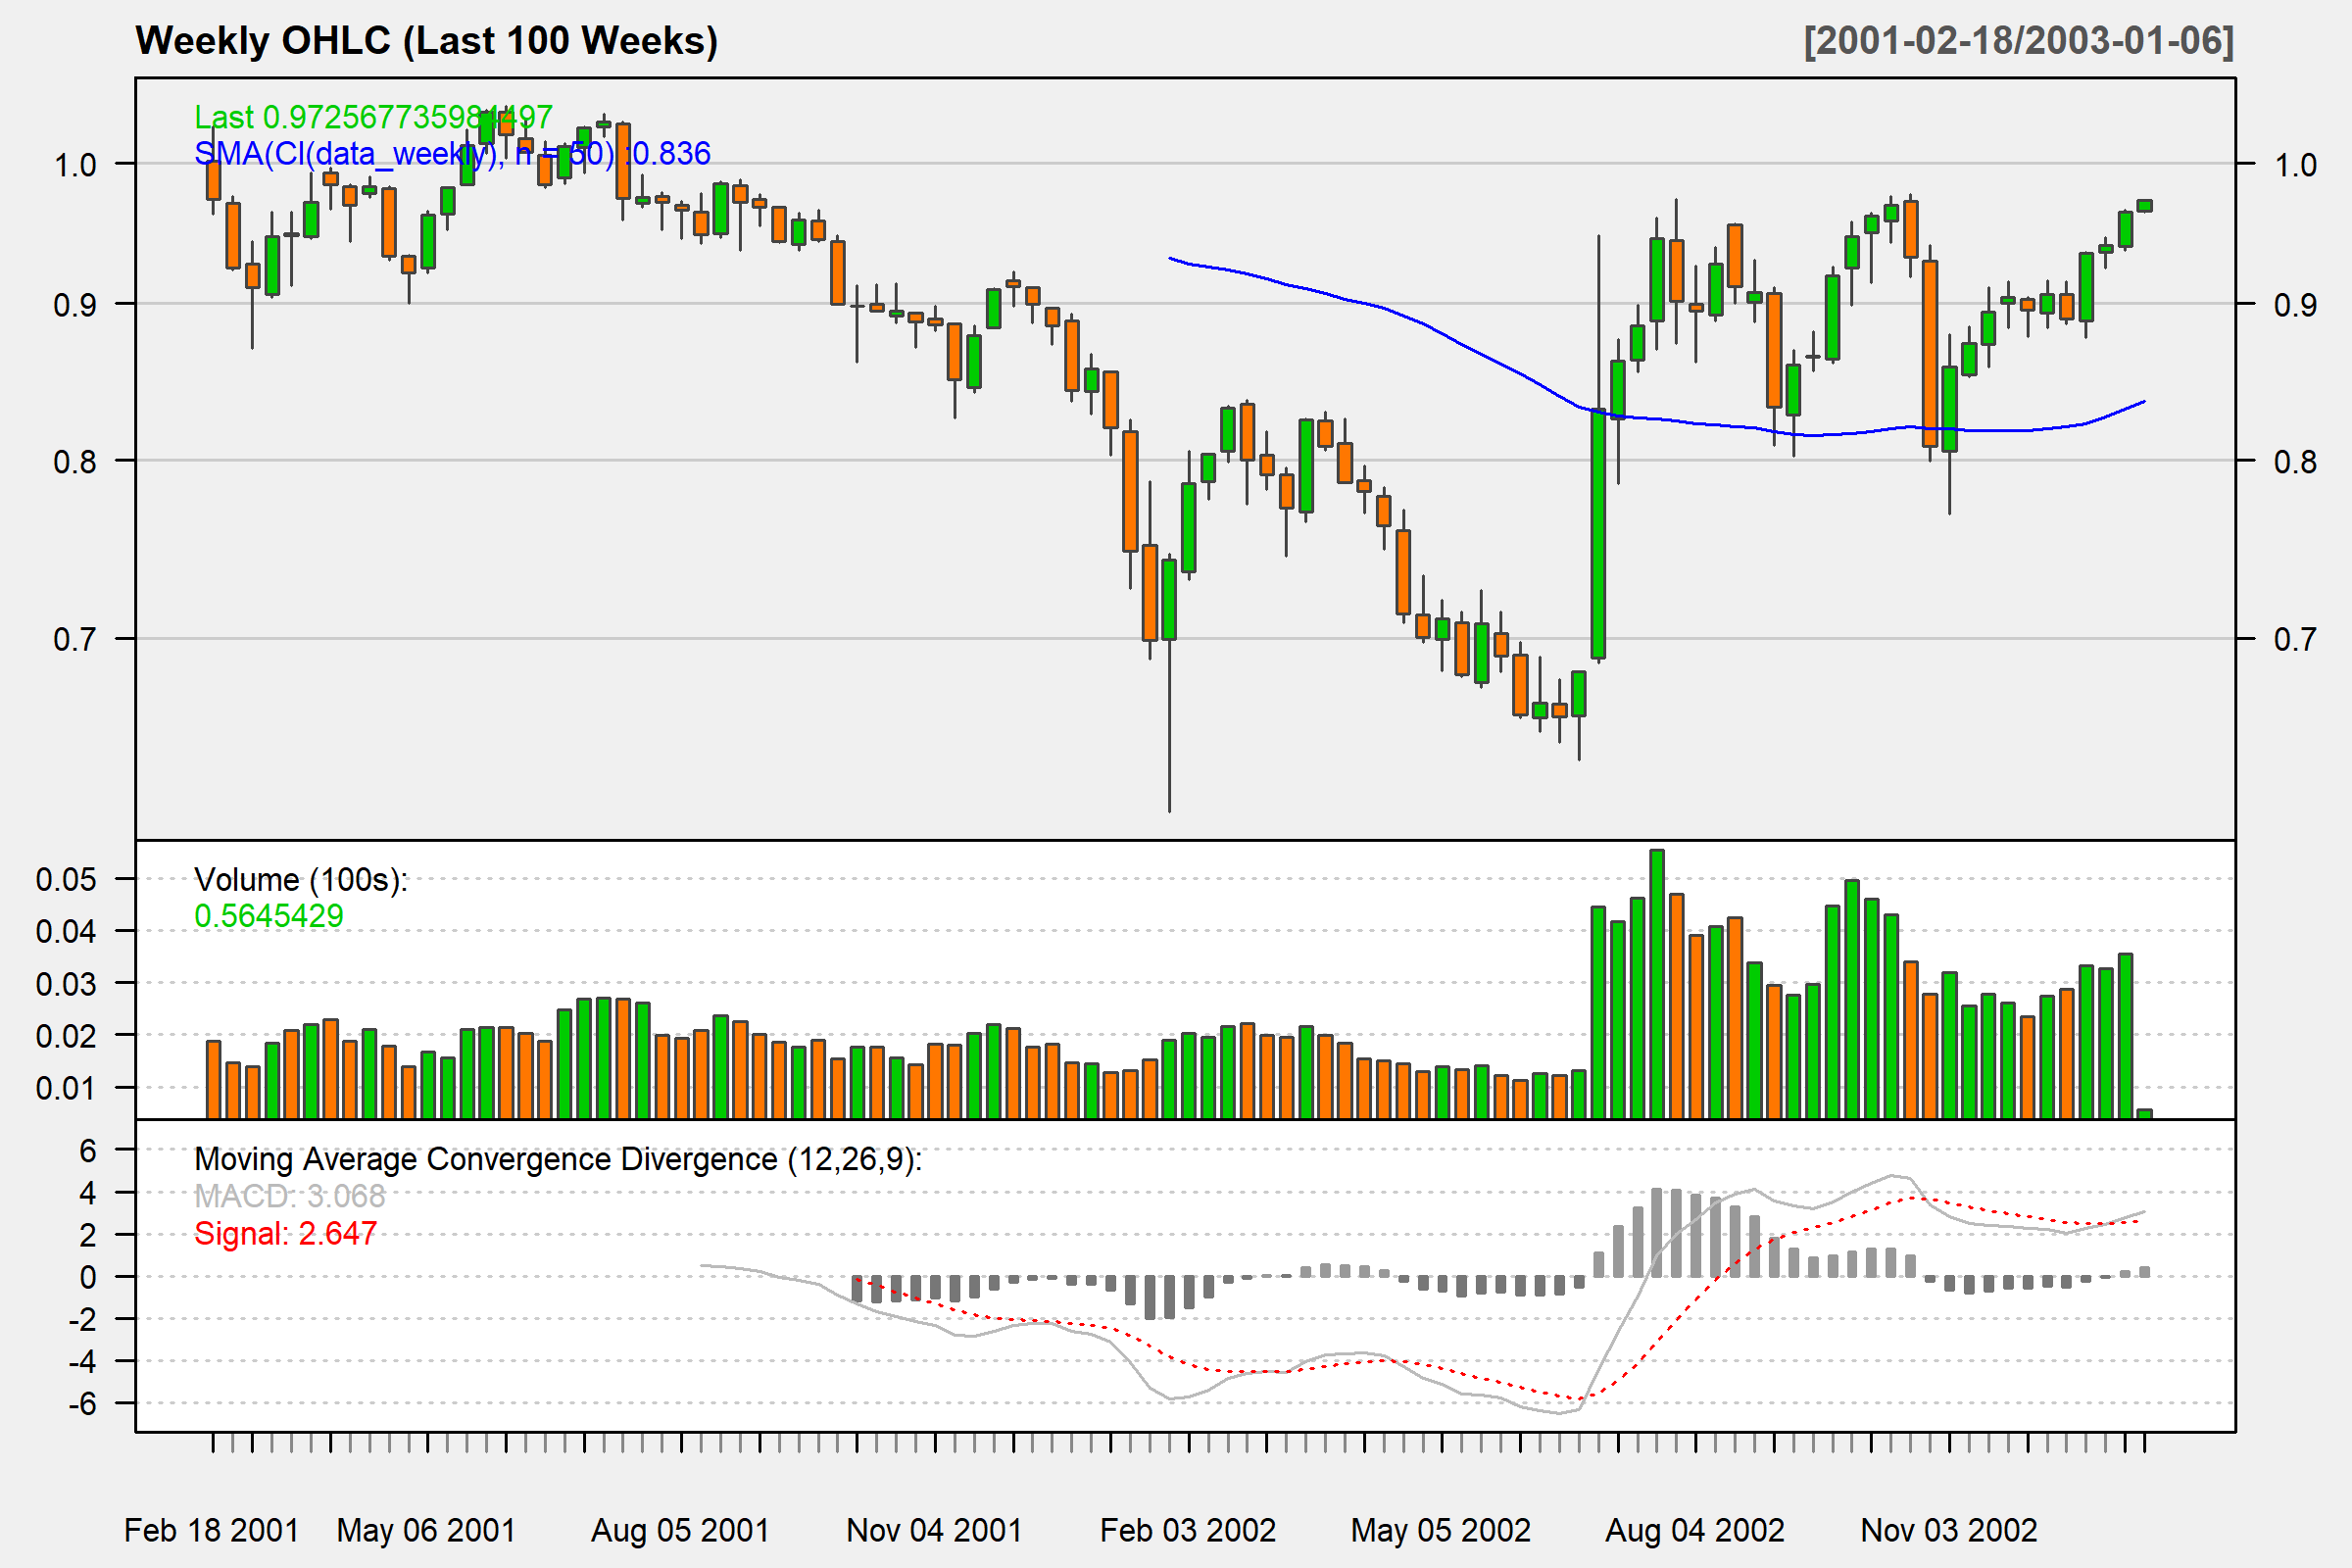 Weekly OHLC (Last 100 Weeks)
[2001-02-18/2003-01-06]
Last 0.972567735984497
SMA(Cl(data_weekly), n = 50) :0.836
1.0
0.9
0.8
0.7
1.0
0.9
0.8
0.7
Volume (100s):
0.5645429
0.05
0.04
0.03
0.02
0.01
Moving Average Convergence Divergence (12,26,9):
MACD: 3.068
Signal: 2.647
6
4
2
0
-2
-4
-6
Feb 18 2001 May 06 2001 Aug 05 2001 Nov 04 2001 Feb 03 2002 May 05 2002 Aug 04 2002 Nov 03 2002